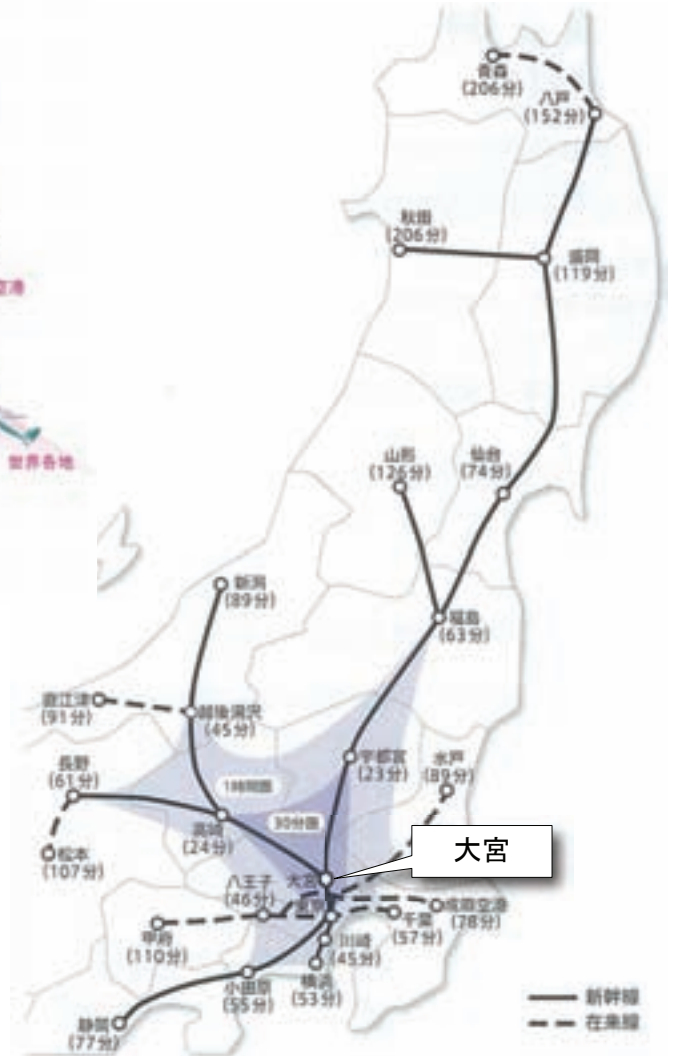 青森
(206分)
八戸
(152分)
秋田
(206分)
盛岡
(119分)
空港
世界各地
山形
(126分)
仙台
(74分)
新潟
(89分)
福島
(63分)
直江津
(91分)
越後湯沢
(45分)
長野
(61分)
宇都宮
(23分)
水戸
(89分)
1時間圏
30分圏
高崎
(24分)
大宮
松本
(107分)
八王子
(46分)
大宮
東京
成田空港
(78分)
千葉
(57分)
甲府
(110分)
川崎
(45分)
小田原
(55分)
横浜
(53分)
静岡
(77分)
新幹線
在来線